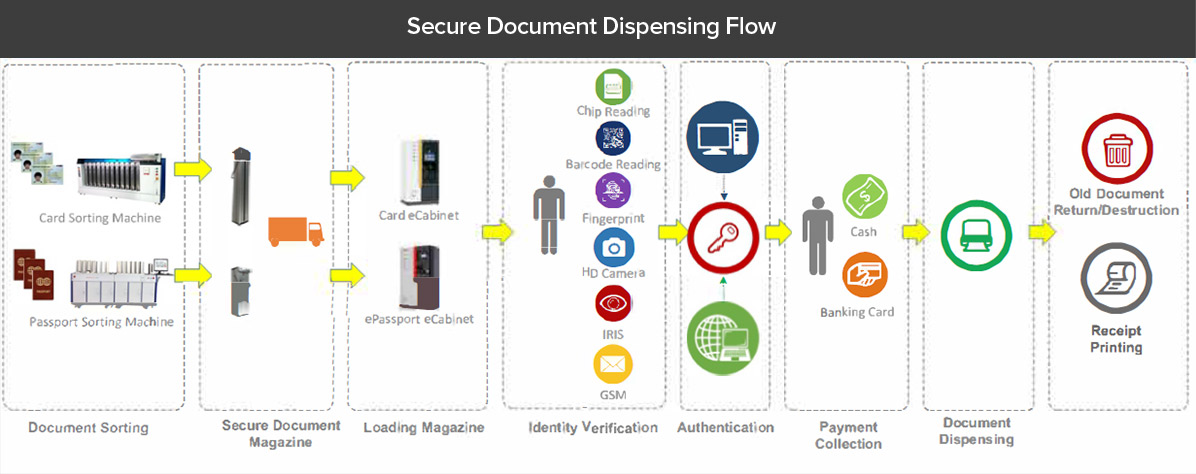 Secure Document Dispensing Flow
Card Sorting Machine
Passport Sorting Machine
Document Sorting
Secure Document
Magazine
Card eCabinet
ePassport eCabinet
Loading Magazine
Chip Reading
Barcode Reading
Fingerprint
HD Camera
IRIS
GSM
Identity Verification
Authentication
Cash
Banking Card
Payment
Collection
Document
Dispensing
Old Document
Return/Destruction
Receipt
Printing